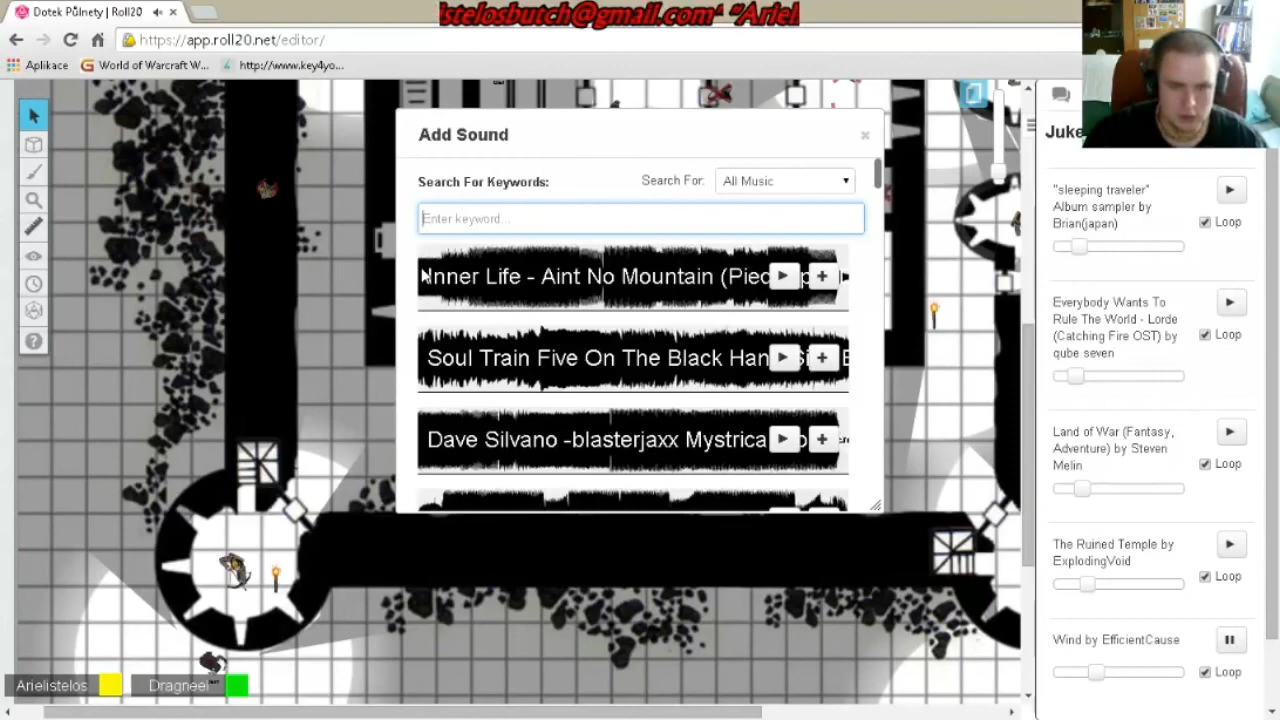 Dotek Půlnety | Roll20
istelosbutch@gmail.com' "Ariel
https://app.roll20.net/editor/
Aplikace
World of Warcraft W...
http://www.key4yo...
Add Sound
×
Search For Keywords:
Search For:
All Music
Enter keyword...
Inner Life - Aint No Mountain (Pied
Soul Train Five On The Black Han
Dave Silvano -blasterjaxx Mystrica
Juke
"sleeping traveler"
Album sampler by
Brian(japan)
Loop
Everybody Wants To
Rule The World - Lorde
(Catching Fire OST) by
qube seven
Loop
Land of War (Fantasy,
Adventure) by Steven
Melin
Loop
The Ruined Temple by
ExplodingVoid
Loop
Wind by EfficientCause
Loop
Arielistelos
Dragneel